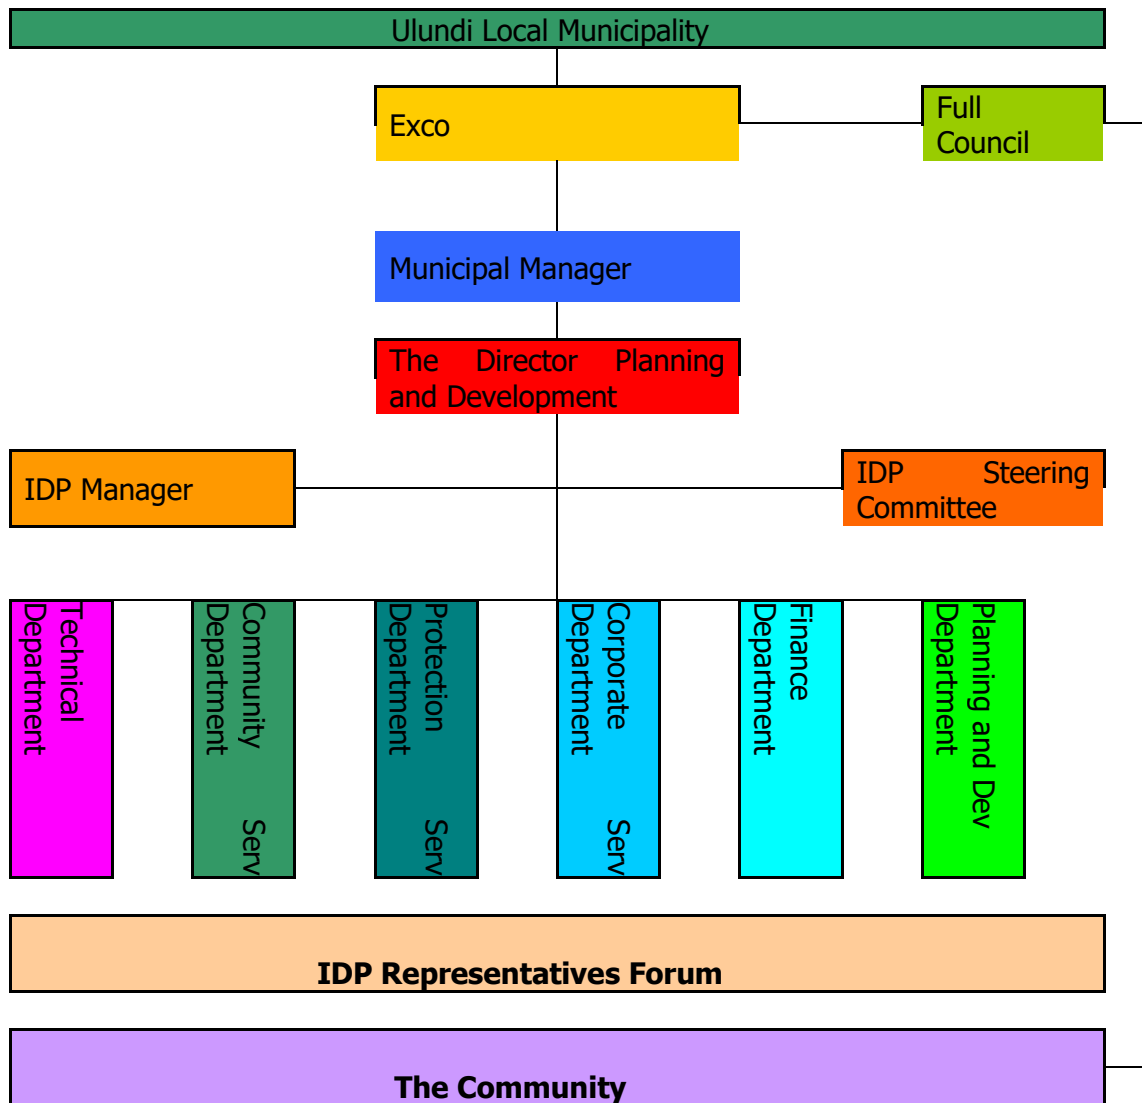 Ulundi Local Municipality
Exco
Full
Council
Municipal Manager
The Director Planning
and Development
IDP Manager
IDP Steering
Committee
Technical
Department
Community Serv
Department
Protection Serv
Department
Corporate Serv
Department
Finance
Department
Planning and Dev
Department
IDP Representatives Forum
The Community